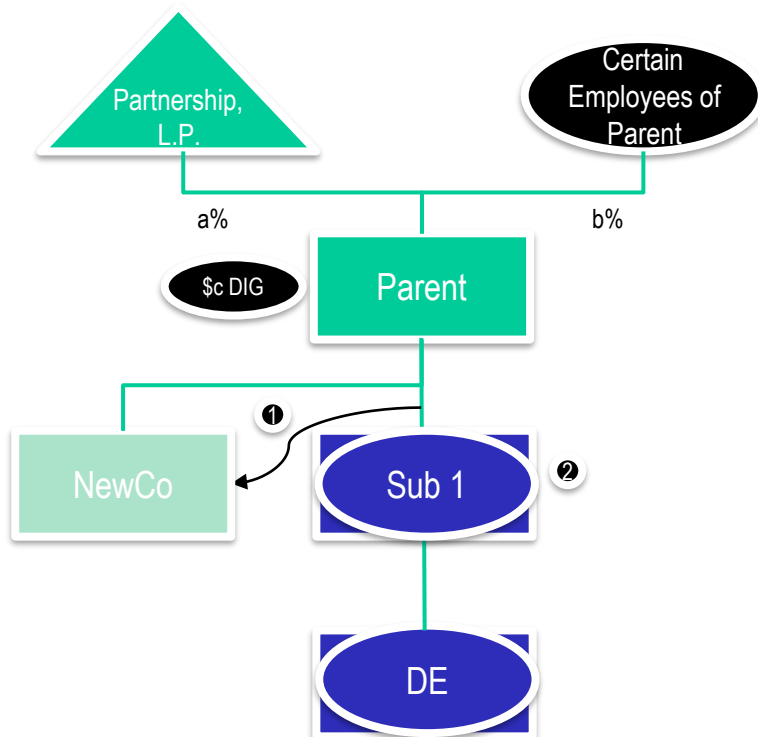 Partnership,
L.P.
Certain
Employees of
Parent
a%
b%
$c DIG
Parent
❶
NewCo
Sub 1
❷
DE